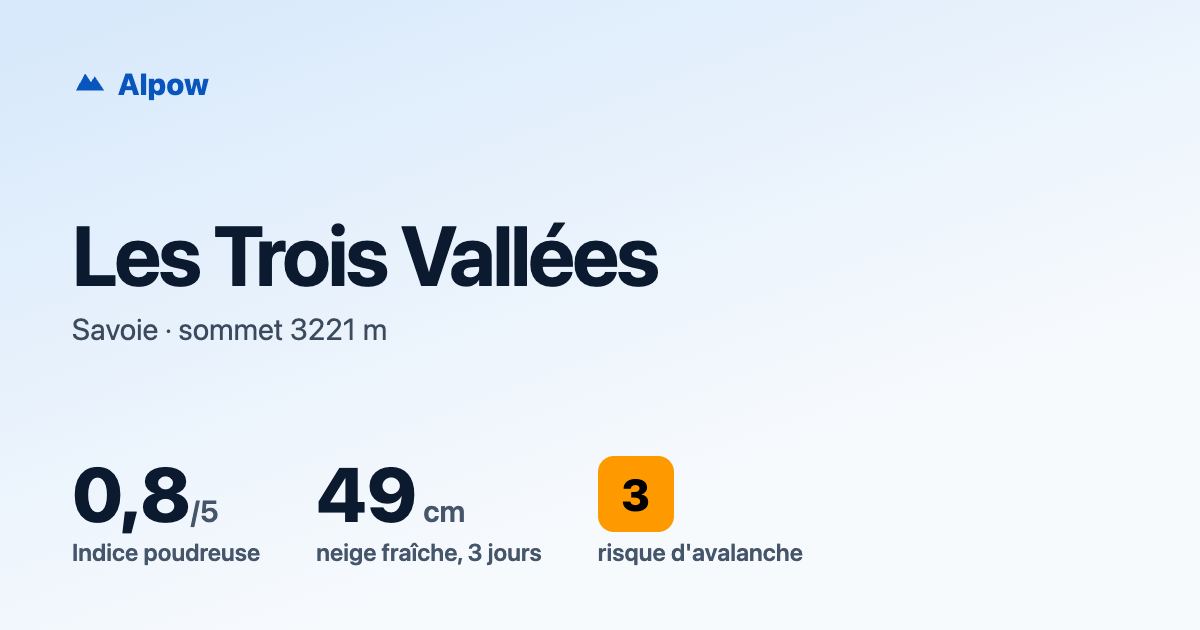 Alpow
Les Trois Vallées
Savoie · sommet 3221 m
0,8/5
Indice poudreuse
49 cm
neige fraîche, 3 jours
3
risque d'avalanche